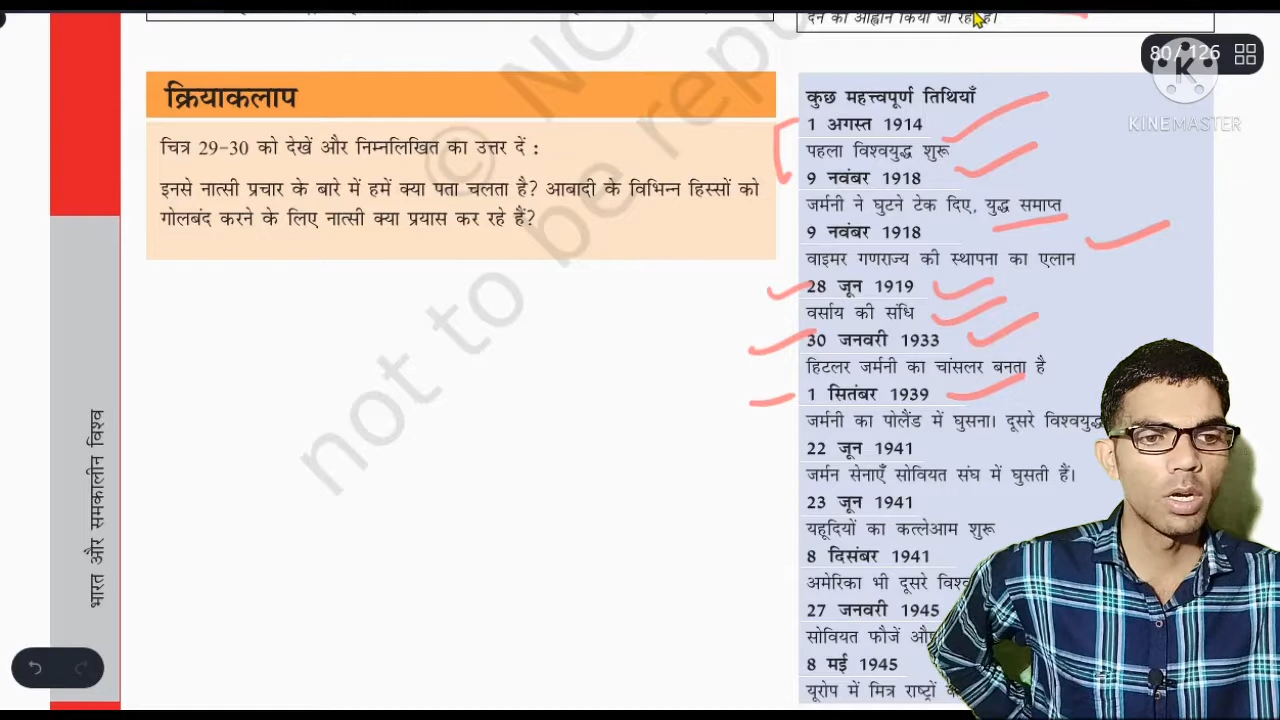 देने का आह्वान किया जा रहा है।
80/126
KINEMASTER
क्रियाकलाप
चित्र 29-30 को देखें और निम्नलिखित का उत्तर दें :
इनसे नात्सी प्रचार के बारे में हमें क्या पता चलता है? आबादी के विभिन्न हिस्सों को
गोलबंद करने के लिए नात्सी क्या प्रयास कर रहे हैं?
कुछ महत्त्वपूर्ण तिथियाँ
1 अगस्त 1914
पहला विश्वयुद्ध शुरू
9 नवंबर 1918
जर्मनी ने घुटने टेक दिए, युद्ध समाप्त
9 नवंबर 1918
वाइमर गणराज्य की स्थापना का एलान
28 जून 1919
वर्साय की संधि
30 जनवरी 1933
हिटलर जर्मनी का चांसलर बनता है
1 सितंबर 1939
जर्मनी का पोलैंड में घुसना। दूसरे विश्वयुद्ध
22 जून 1941
जर्मन सेनाएँ सोवियत संघ में घुसती हैं।
23 जून 1941
यहूदियों का कत्लेआम शुरू
8 दिसंबर 1941
अमेरिका भी दूसरे
27 जनवरी 1945
सोवियत फौजें
8 मई 1945
यूरोप में मित्र राष्ट्रों
भारत और समकालीन विश्व
© NC
not to be repu
K